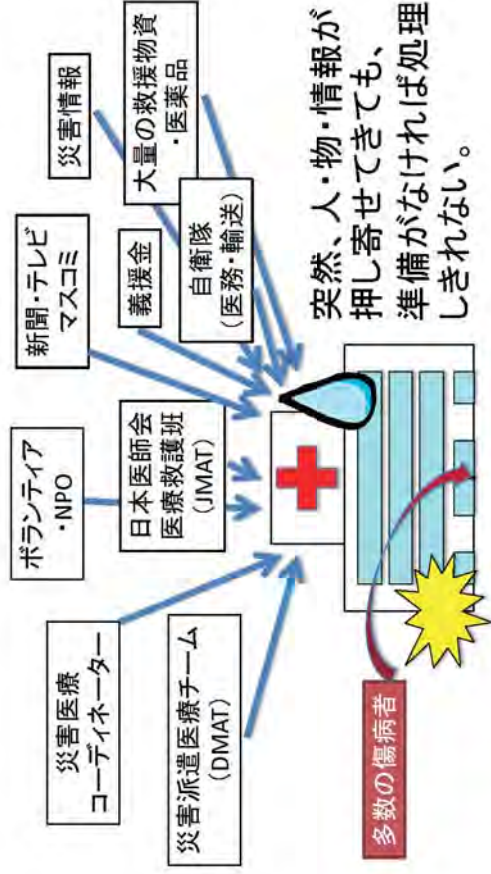 災害医療
コーディネーター
災害派遣医療チーム
(DMAT)
ボランティア
・NPO
日本医師会
医療救護班
(JMAT)
新聞・テレビ
マスコミ
義援金
災害情報
大量の救援物資
・医薬品
自衛隊
(医務・輸送)
多数の傷病者
突然、人・物・情報が
押し寄せてきても、
準備がなければ処理
しきれない。